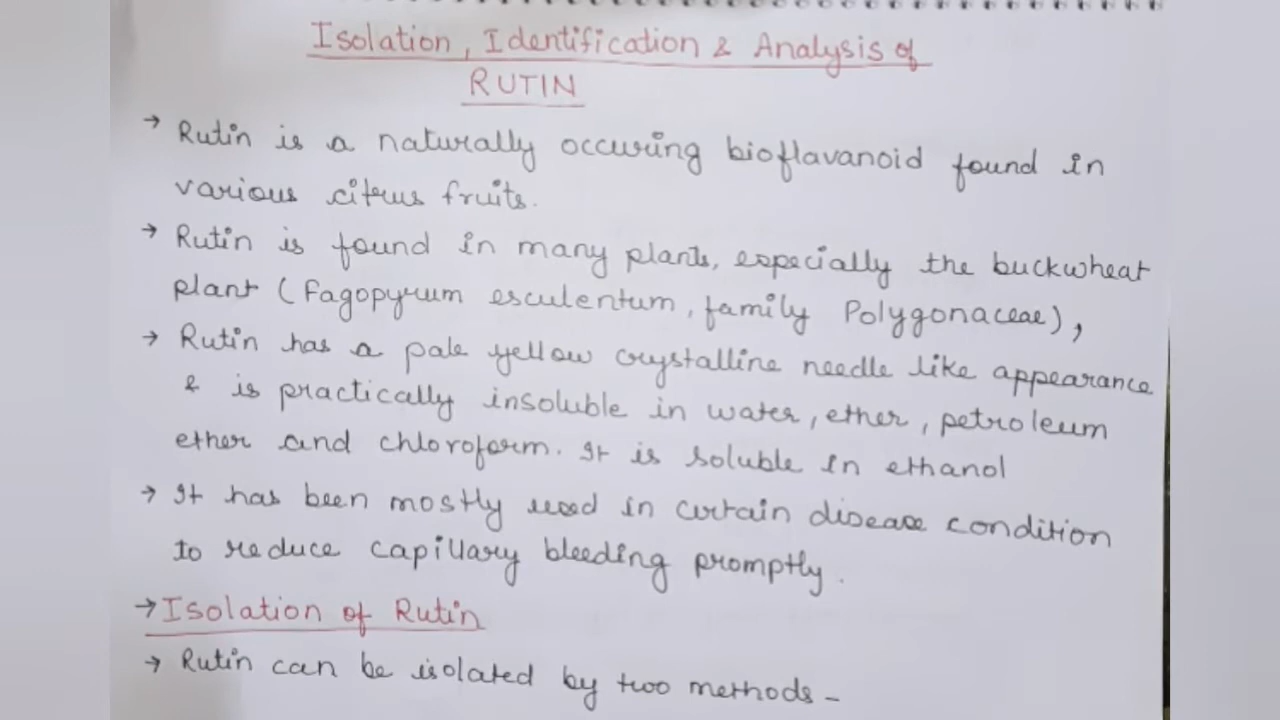 Isolation, Identification & Analysis of
RUTIN
→ Rutin is a naturally occuring bioflavanoid found in
various citrus fruits.
→ Rutin is found in many plants, especially the buckwheat
plant (Fagopyrum esculentum, family Polygonaceae),
→ Rutin has a pale yellow crystalline needle like appearance
& is practically insoluble in water, ether, petroleum
ether and chloroform. It is soluble in ethanol
→ It has been mostly used in certain disease condition
to reduce capillary bleeding promptly.
→ Isolation of Rutin
→ Rutin can be isolated by two methods -